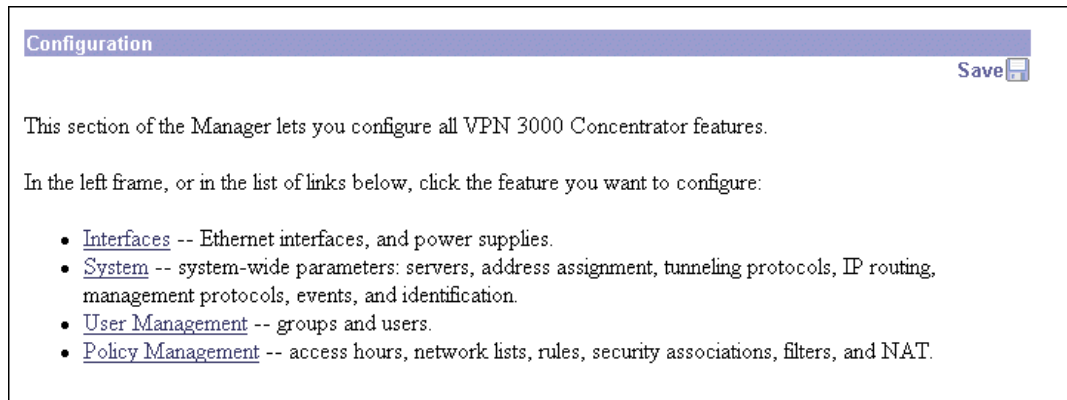 Configuration
Save
This section of the Manager lets you configure all VPN 3000 Concentrator features.
In the left frame, or in the list of links below, click the feature you want to configure:
• Interfaces -- Ethernet interfaces, and power supplies.
• System -- system-wide parameters: servers, address assignment, tunneling protocols, IP routing,
management protocols, events, and identification.
• User Management -- groups and users.
• Policy Management -- access hours, network lists, rules, security associations, filters, and NAT.